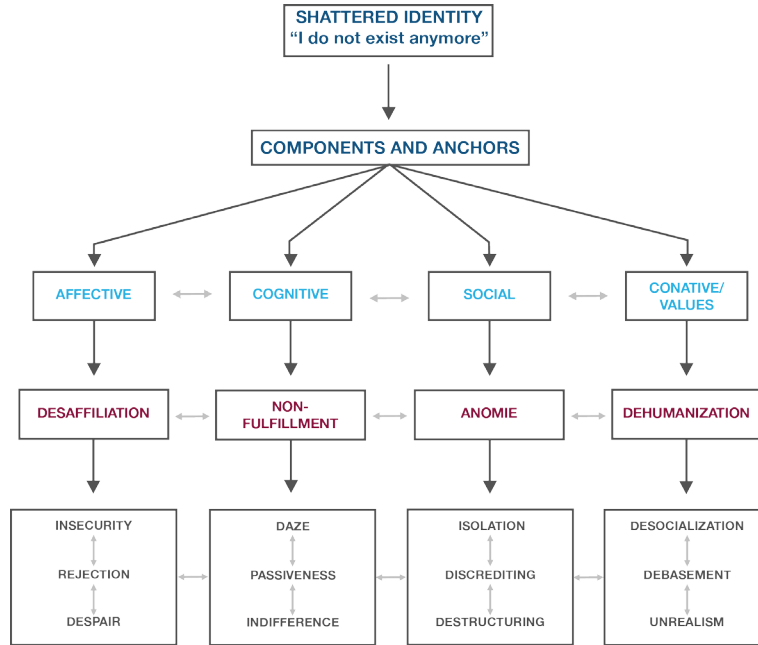 SHATTERED IDENTITY
“I do not exist anymore”
COMPONENTS AND ANCHORS
AFFECTIVE
COGNITIVE
SOCIAL
CONATIVE/
VALUES
DESAFFILIATION
NON-
FULFILLMENT
ANOMIE
DEHUMANIZATION
INSECURITY
REJECTION
DESPAIR
DAZE
PASSIVENESS
INDIFFERENCE
ISOLATION
DISCREDITING
DESTRUCTURING
DESOCIALIZATION
DEBASEMENT
UNREALISM